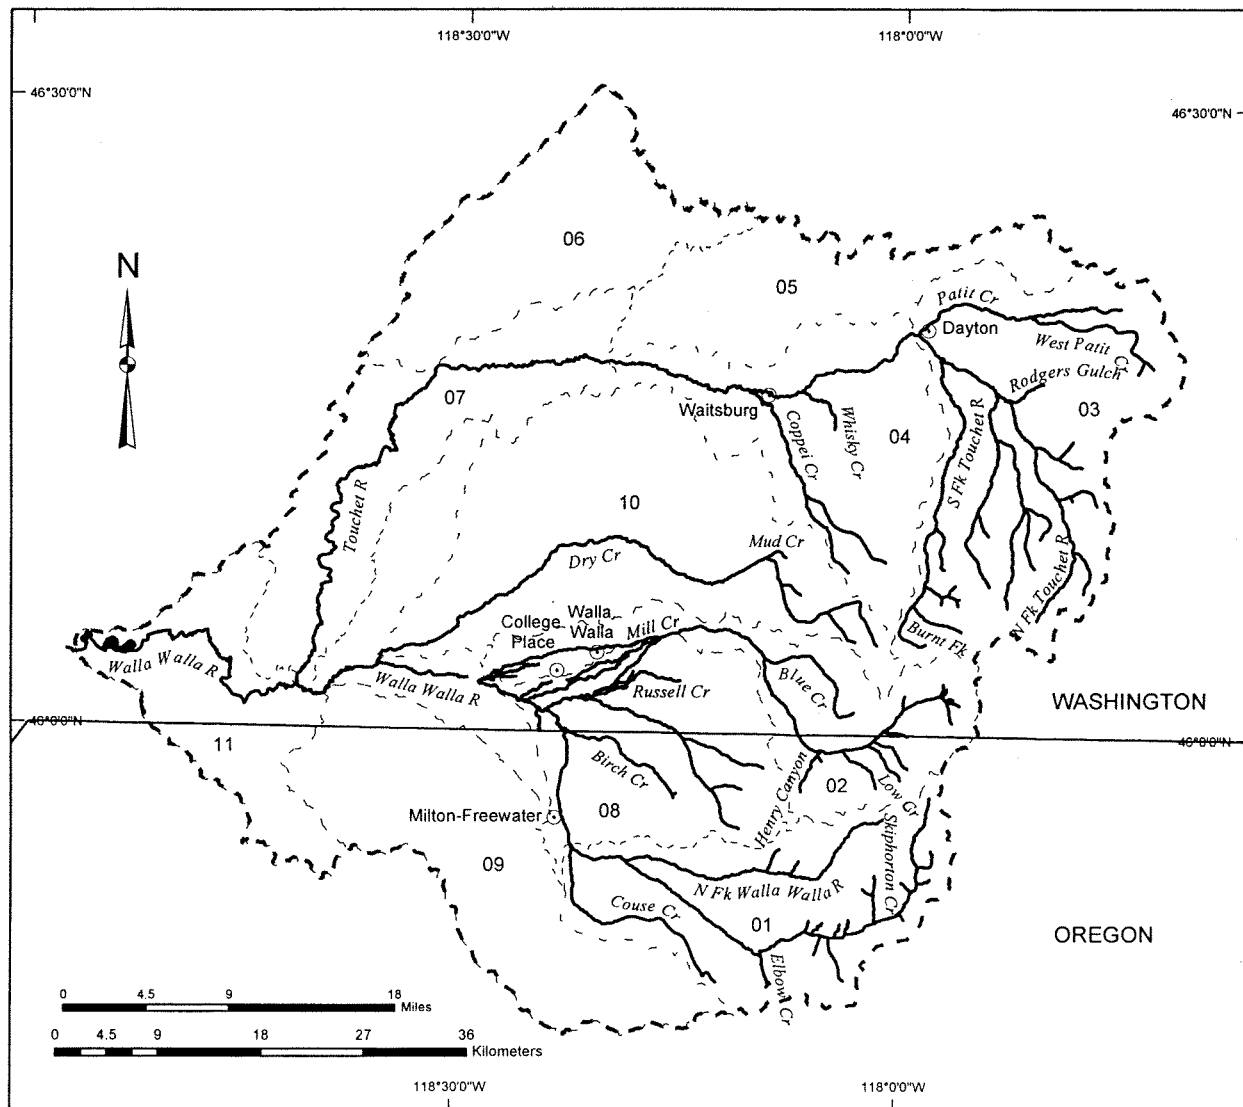 118°30'0"W
118°0'0"W
46°30'0"N
46°30'0"N
N
06
05
Patit Cr
Dayton
West Patit Cr
Rodgers Gulch
03
07
Waitsburg
Coppei Cr
Whisky Cr
04
S Fk Touchet R
N Fk Touchet R
Touchet R
10
Dry Cr
Mud Cr
College Place
Walla Walla
Mill Cr
Burnt Fk
Walla Walla R
Walla Walla R
Russell Cr
Blue Cr
WASHINGTON
46°0'0"N
46°0'0"N
11
Birch Cr
Henry Canyon
02
Low Cr
Milton-Freewater
08
Skiphorton Cr
09
N Fk Walla Walla R
Couse Cr
01
OREGON
Elbow Cr
0 4.5 9 18
Miles
0 4.5 9 18 27 36
Kilometers
118°30'0"W
118°0'0"W